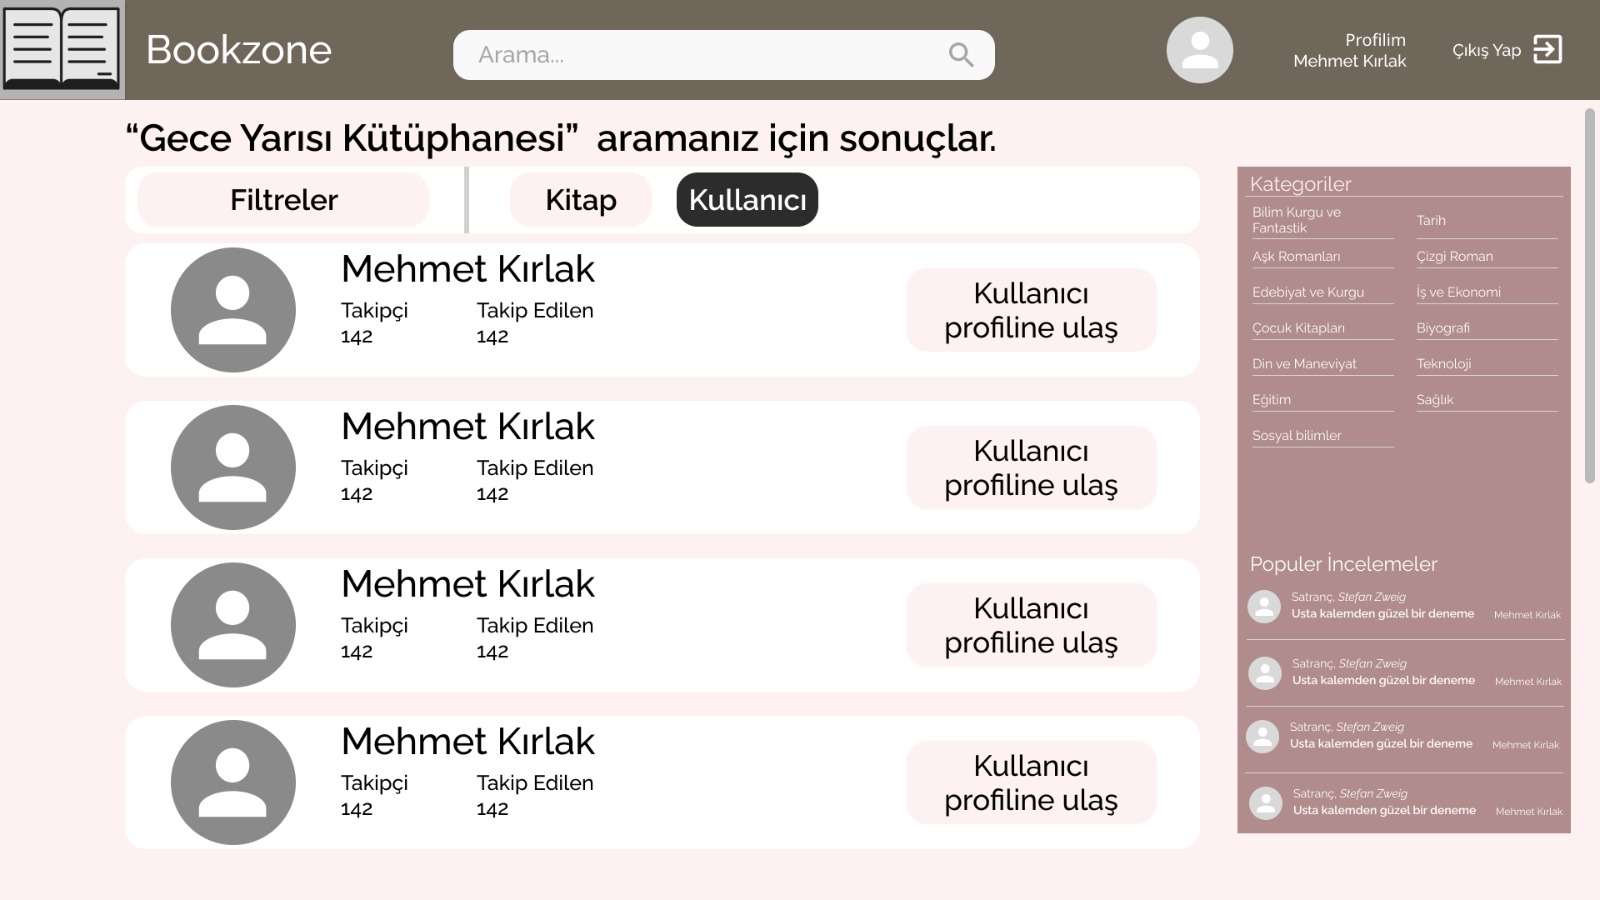 Bookzone
Arama...
Profilim
Mehmet Kırlak
Çıkış Yap
“Gece Yarısı Kütüphanesi” aramanız için sonuçlar.
Filtreler
Kitap
Kullanıcı
Mehmet Kırlak
Takipçi
Takip Edilen
142
142
Kullanıcı
profiline ulaş
Mehmet Kırlak
Takipçi
Takip Edilen
142
142
Kullanıcı
profiline ulaş
Mehmet Kırlak
Takipçi
Takip Edilen
142
142
Kullanıcı
profiline ulaş
Mehmet Kırlak
Takipçi
Takip Edilen
142
142
Kullanıcı
profiline ulaş
Kategoriler
Bilim Kurgu ve
Fantastik
Tarih
Aşk Romanları
Çizgi Roman
Edebiyat ve Kurgu
İş ve Ekonomi
Çocuk Kitapları
Biyografi
Din ve Maneviyat
Teknoloji
Eğitim
Sağlık
Sosyal bilimler
Populer İncelemeler
Satranç, Stefan Zweig
Usta kalemden güzel bir deneme
Mehmet Kırlak
Satranç, Stefan Zweig
Usta kalemden güzel bir deneme
Mehmet Kırlak
Satranç, Stefan Zweig
Usta kalemden güzel bir deneme
Mehmet Kırlak
Satranç, Stefan Zweig
Usta kalemden güzel bir deneme
Mehmet Kırlak